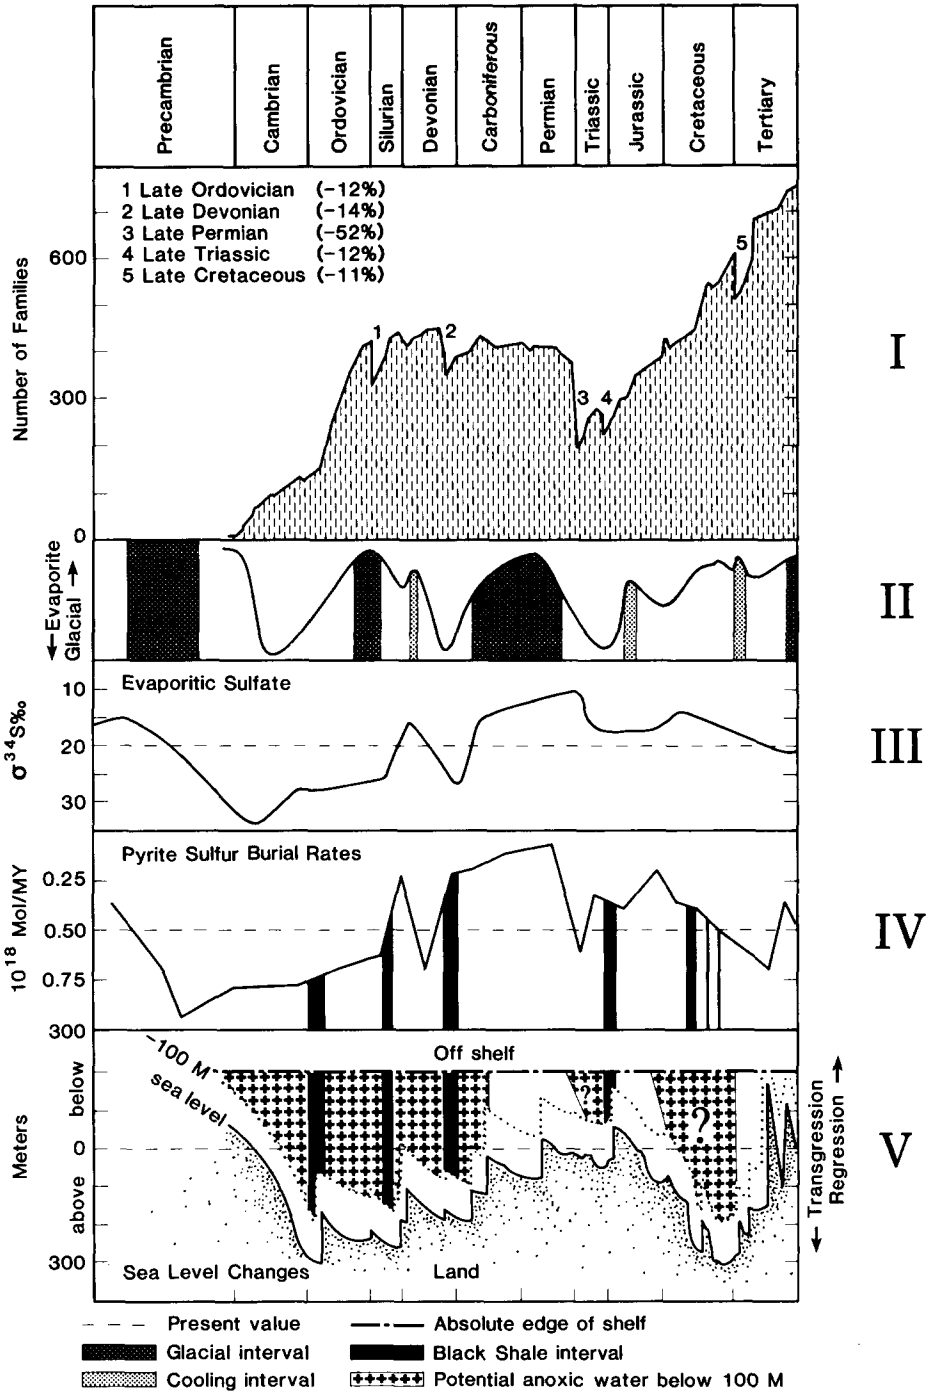 Precambrian
Cambrian
Ordovician
Silurian
Devonian
Carboniferous
Permian
Triassic
Jurassic
Cretaceous
Tertiary
1 Late Ordovician (-12%)
2 Late Devonian (-14%)
3 Late Permian (-52%)
4 Late Triassic (-12%)
5 Late Cretaceous (-11%)
Number of Families
600
300
0
1
2
3
4
5
I
← Evaporite
Glacial →
II
Evaporitic Sulfate
σ³⁴S‰
10
20
30
III
Pyrite Sulfur Burial Rates
10¹⁸ Mol/MY
0.25
0.50
0.75
IV
300
-100 M
sea level
Off shelf
Meters
below
0
above
300
?
?
Sea Level Changes
Land
← Transgression
Regression →
V
Present value
Absolute edge of shelf
Glacial interval
Black Shale interval
Cooling interval
Potential anoxic water below 100 M